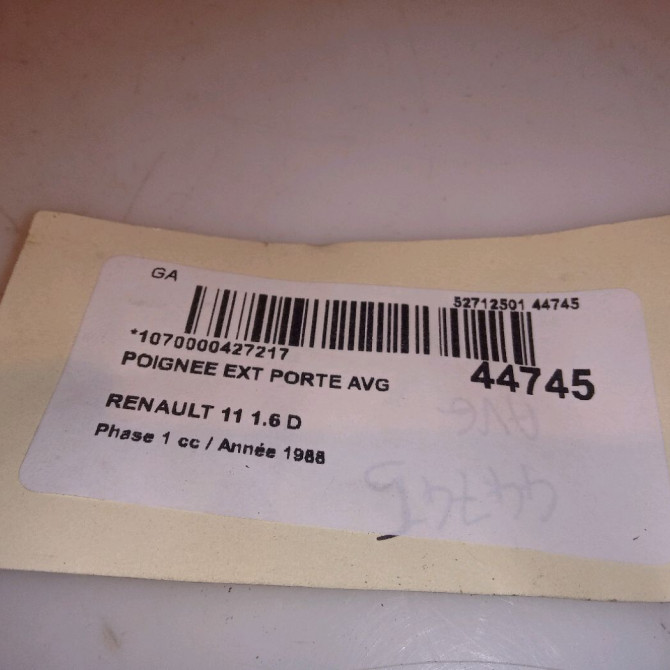 GA
52712501 44745
*1070000427217
POIGNEE EXT PORTE AVG
44745
RENAULT 11 1.6 D
Phase 1 cc / Année 1988
AVG
44745